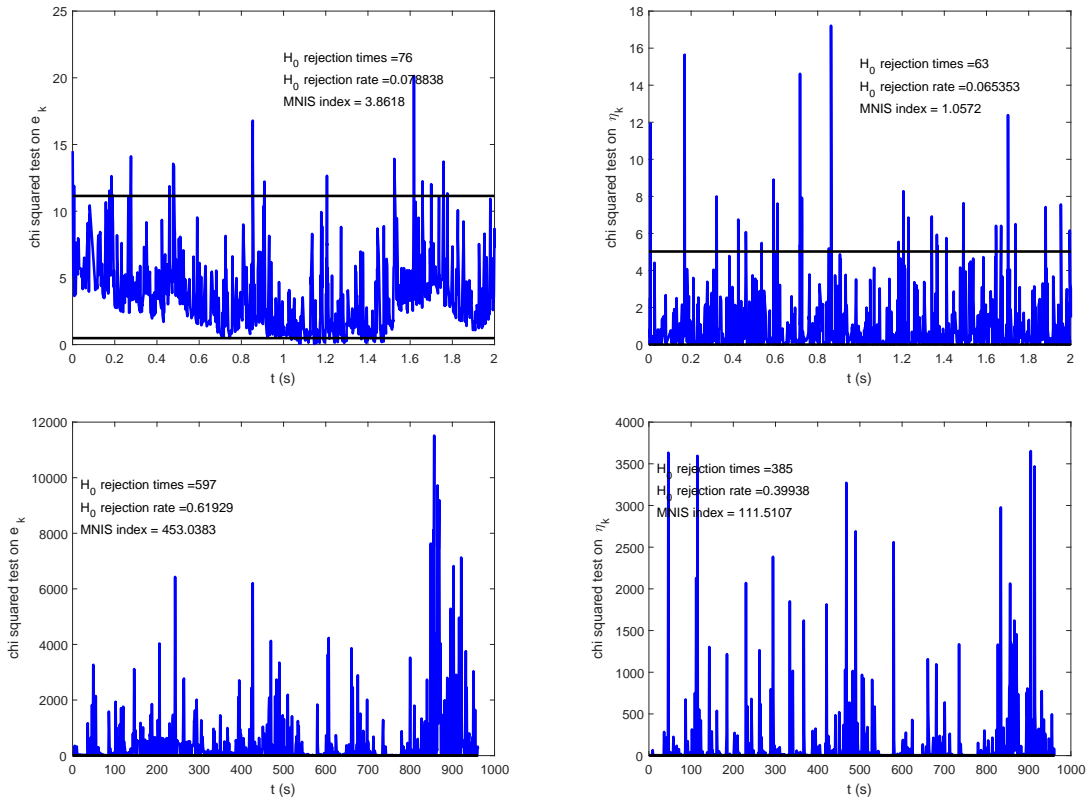 25
20
15
10
5
0
chi squared test on e k
H0 rejection times =76
H0 rejection rate =0.078838
MNIS index = 3.8618
0 0.2 0.4 0.6 0.8 1 1.2 1.4 1.6 1.8 2
t (s)
18
16
14
12
10
8
6
4
2
0
chi squared test on ηk
H0 rejection times =63
H0 rejection rate =0.065353
MNIS index = 1.0572
0 0.2 0.4 0.6 0.8 1 1.2 1.4 1.6 1.8 2
t (s)
12000
10000
8000
6000
4000
2000
0
chi squared test on e k
H0 rejection times =597
H0 rejection rate =0.61929
MNIS index = 453.0383
0 100 200 300 400 500 600 700 800 900 1000
t (s)
4000
3500
3000
2500
2000
1500
1000
500
0
chi squared test on ηk
H0 rejection times =385
H0 rejection rate =0.39938
MNIS index = 111.5107
0 100 200 300 400 500 600 700 800 900 1000
t (s)